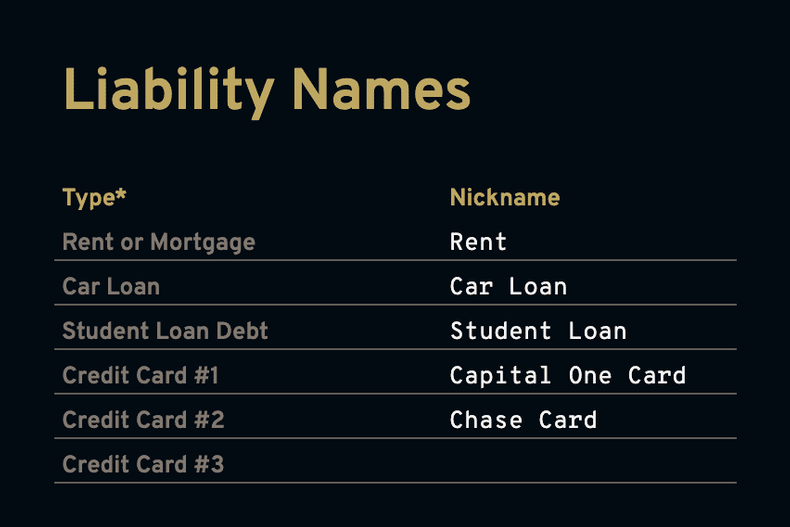 Liability Names
Type* Nickname
Rent or Mortgage Rent
Car Loan Car Loan
Student Loan Debt Student Loan
Credit Card #1 Capital One Card
Credit Card #2 Chase Card
Credit Card #3